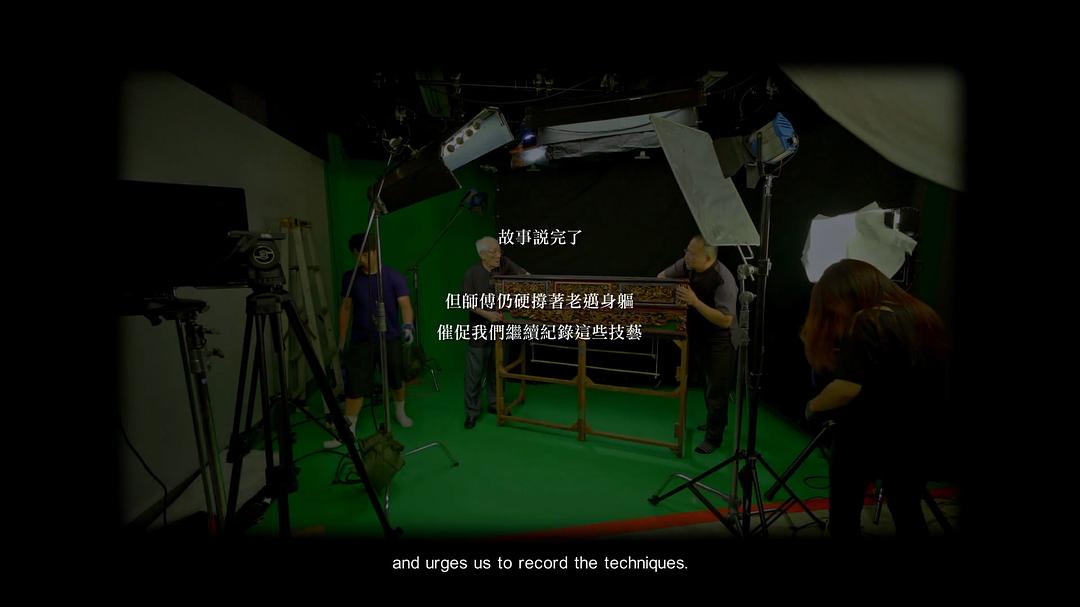 故事説完了
但師傅仍硬撐著老邁身軀
催促我們繼續紀錄這些技藝
and urges us to record the techniques.